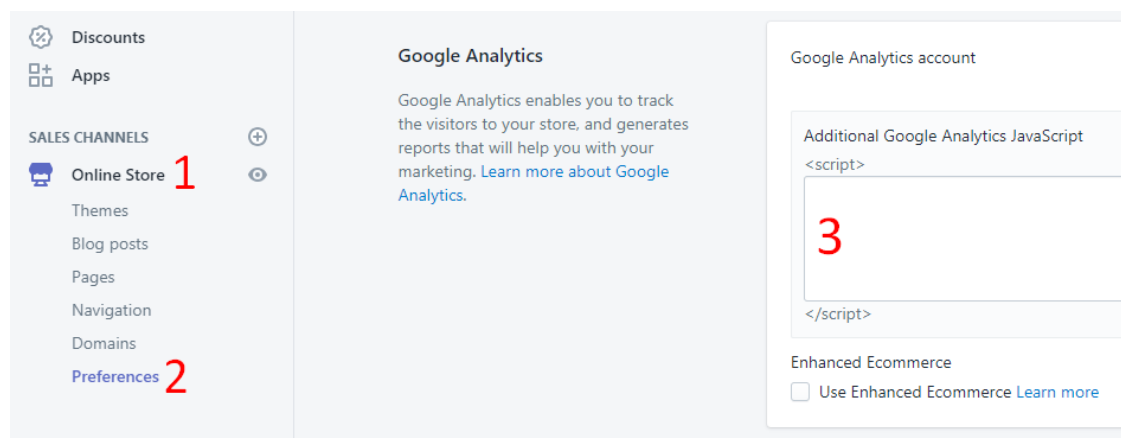 Discounts
Apps
SALES CHANNELS
Online Store 1
Themes
Blog posts
Pages
Navigation
Domains
Preferences 2
Google Analytics
Google Analytics enables you to track
the visitors to your store, and generates
reports that will help you with your
marketing. Learn more about Google
Analytics.
Google Analytics account
Additional Google Analytics JavaScript
<script>
3
</script>
Enhanced Ecommerce
Use Enhanced Ecommerce Learn more